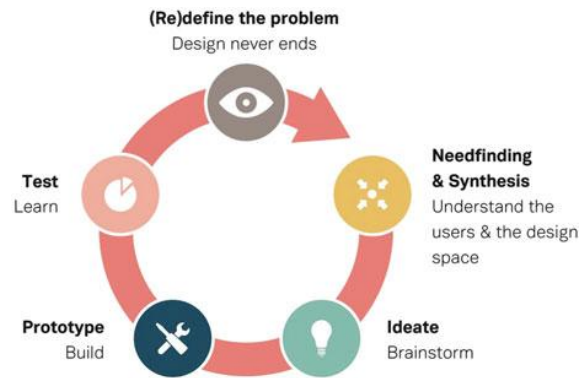 (Re)define the problem
Design never ends
Needfinding
& Synthesis
Understand the
users & the design
space
Ideate
Brainstorm
Prototype
Build
Test
Learn